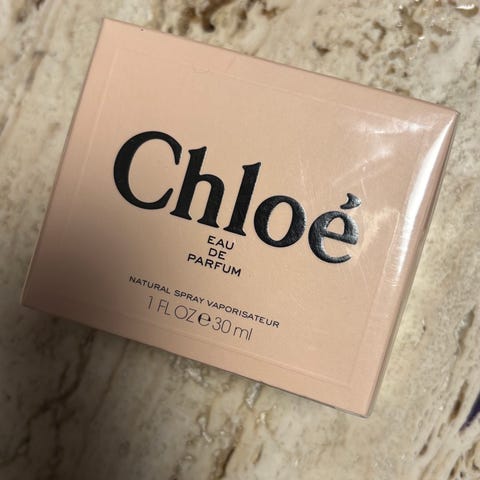 Chloé
EAU
DE
PARFUM
NATURAL SPRAY VAPORISATEUR
1 FL OZ ℮ 30 ml